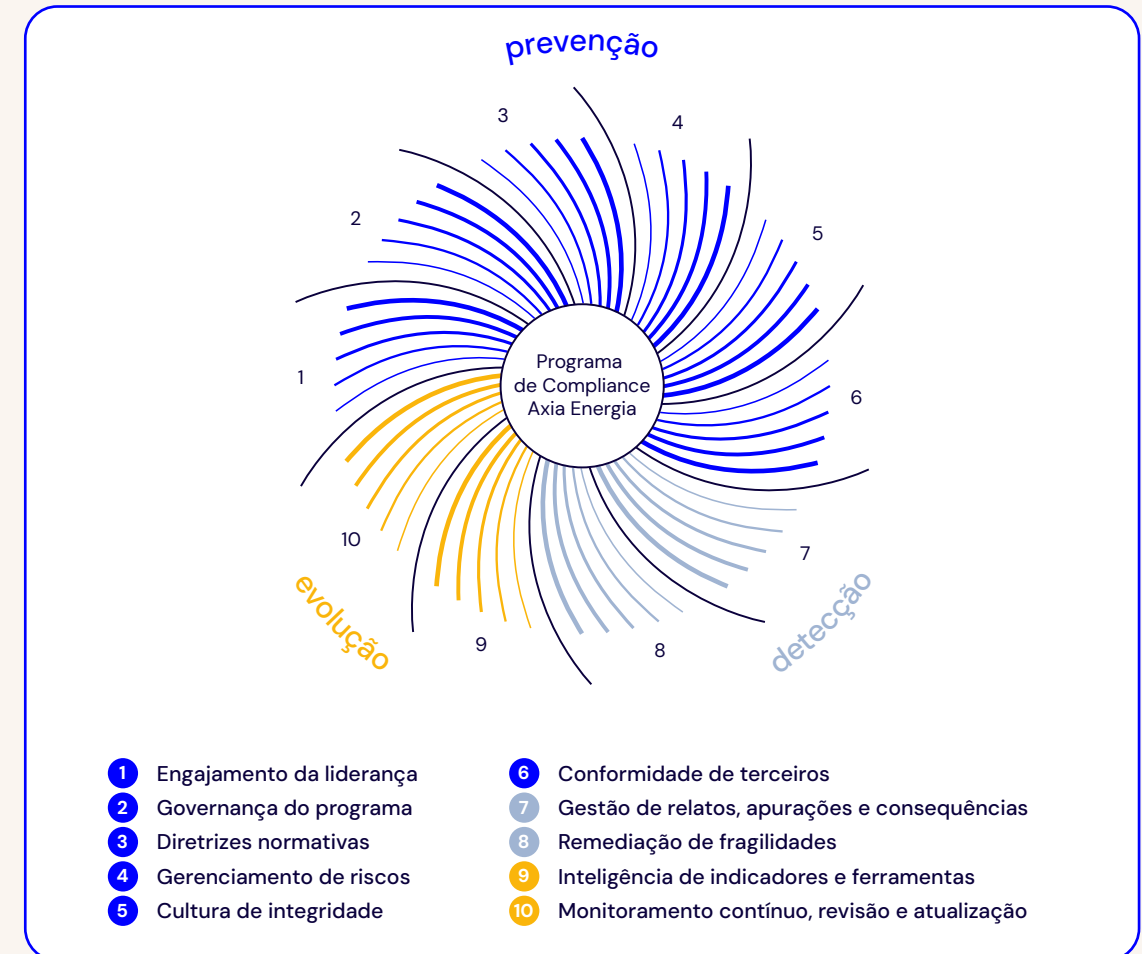 prevenção
3
4
2
5
Programa
de Compliance
Axia Energia
1
6
10
7
evolução
detecção
9
8
1 Engajamento da liderança
2 Governança do programa
3 Diretrizes normativas
4 Gerenciamento de riscos
5 Cultura de integridade
6 Conformidade de terceiros
7 Gestão de relatos, apurações e consequências
8 Remediação de fragilidades
9 Inteligência de indicadores e ferramentas
10 Monitoramento contínuo, revisão e atualização